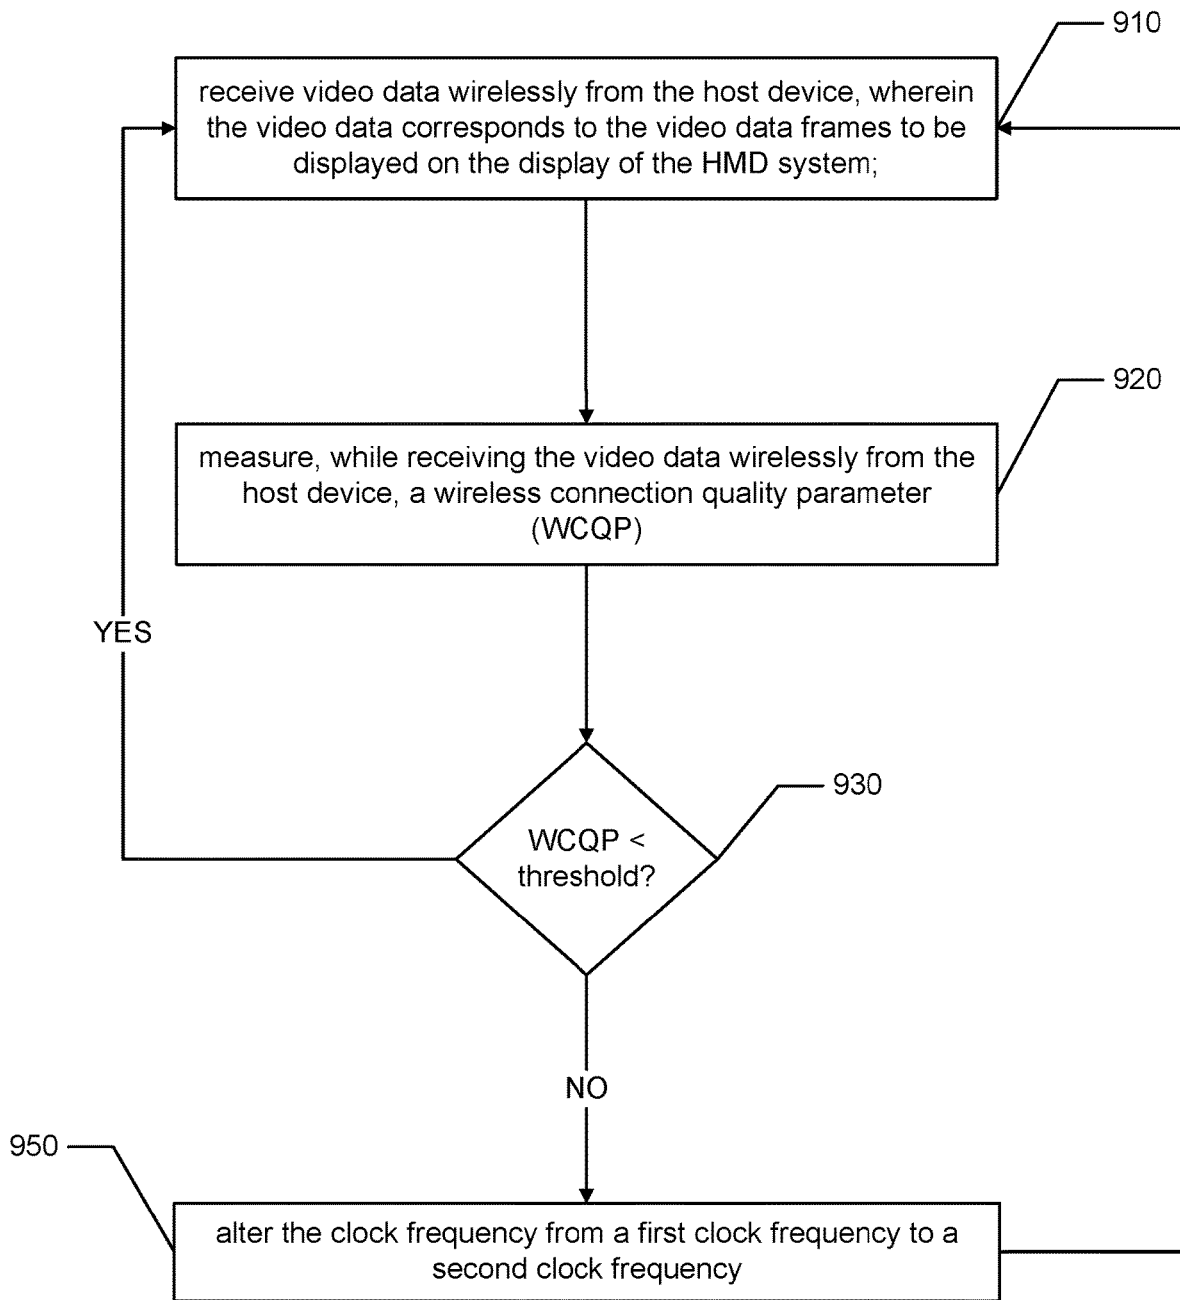 910
receive video data wirelessly from the host device, wherein
the video data corresponds to the video data frames to be
displayed on the display of the HMD system;
920
measure, while receiving the video data wirelessly from the
host device, a wireless connection quality parameter
(WCQP)
YES
930
WCQP <
threshold?
NO
950
alter the clock frequency from a first clock frequency to a
second clock frequency